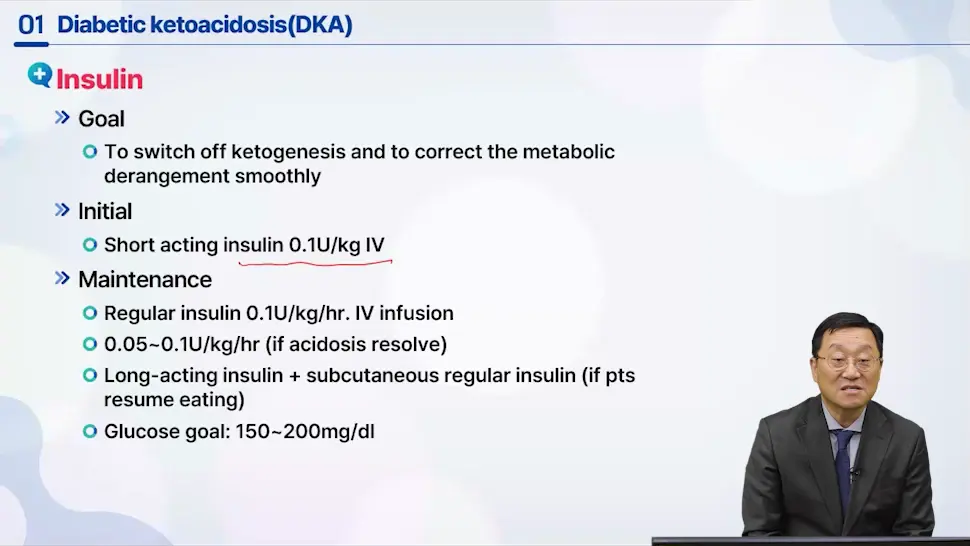 01 Diabetic ketoacidosis(DKA)
Insulin
Goal
To switch off ketogenesis and to correct the metabolic
derangement smoothly
Initial
Short acting insulin 0.1U/kg IV
Maintenance
Regular insulin 0.1U/kg/hr. IV infusion
0.05~0.1U/kg/hr (if acidosis resolve)
Long-acting insulin + subcutaneous regular insulin (if pts
resume eating)
Glucose goal: 150~200mg/dl